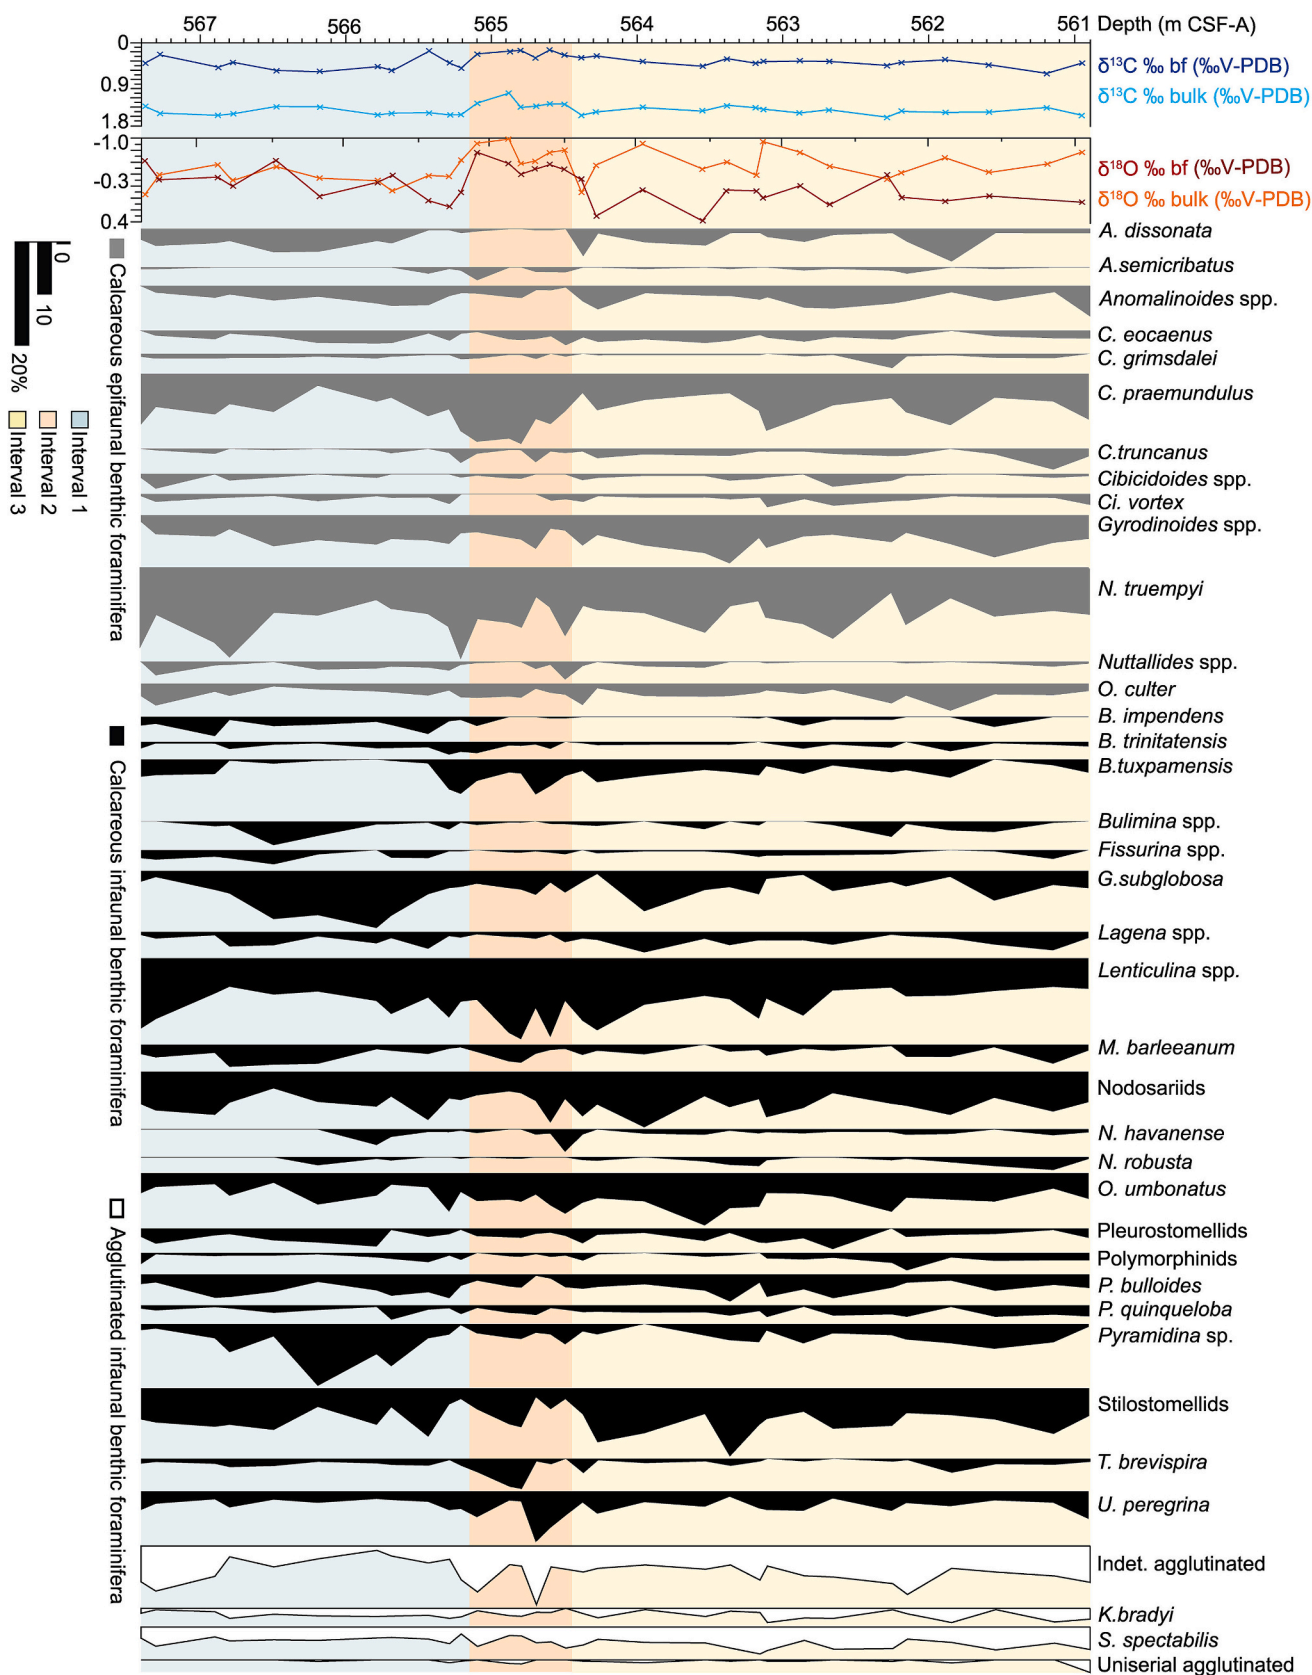 567 566 565 564 563 562 561 Depth (m CSF-A)
0
0.9
1.8
δ¹³C ‰ bf (‰V-PDB)
δ¹³C ‰ bulk (‰V-PDB)
-1.0
-0.3
0.4
δ¹⁸O ‰ bf (‰V-PDB)
δ¹⁸O ‰ bulk (‰V-PDB)
A. dissonata
A.semicribatus
Anomalinoides spp.
C. eocaenus
C. grimsdalei
C. praemundulus
C.truncanus
Cibicidoides spp.
Ci. vortex
Gyrodinoides spp.
N. truempyi
Nuttallides spp.
O. culter
B. impendens
B. trinitatensis
B.tuxpamensis
Bulimina spp.
Fissurina spp.
G.subglobosa
Lagena spp.
Lenticulina spp.
M. barleeanum
Nodosariids
N. havanense
N. robusta
O. umbonatus
Pleurostomellids
Polymorphinids
P. bulloides
P. quinqueloba
Pyramidina sp.
Stilostomellids
T. brevispira
U. peregrina
Indet. agglutinated
K.bradyi
S. spectabilis
Uniserial agglutinated
Calcareous epifaunal benthic foraminifera
Calcareous infaunal benthic foraminifera
Agglutinated infaunal benthic foraminifera
0
10
20%
Interval 1
Interval 2
Interval 3